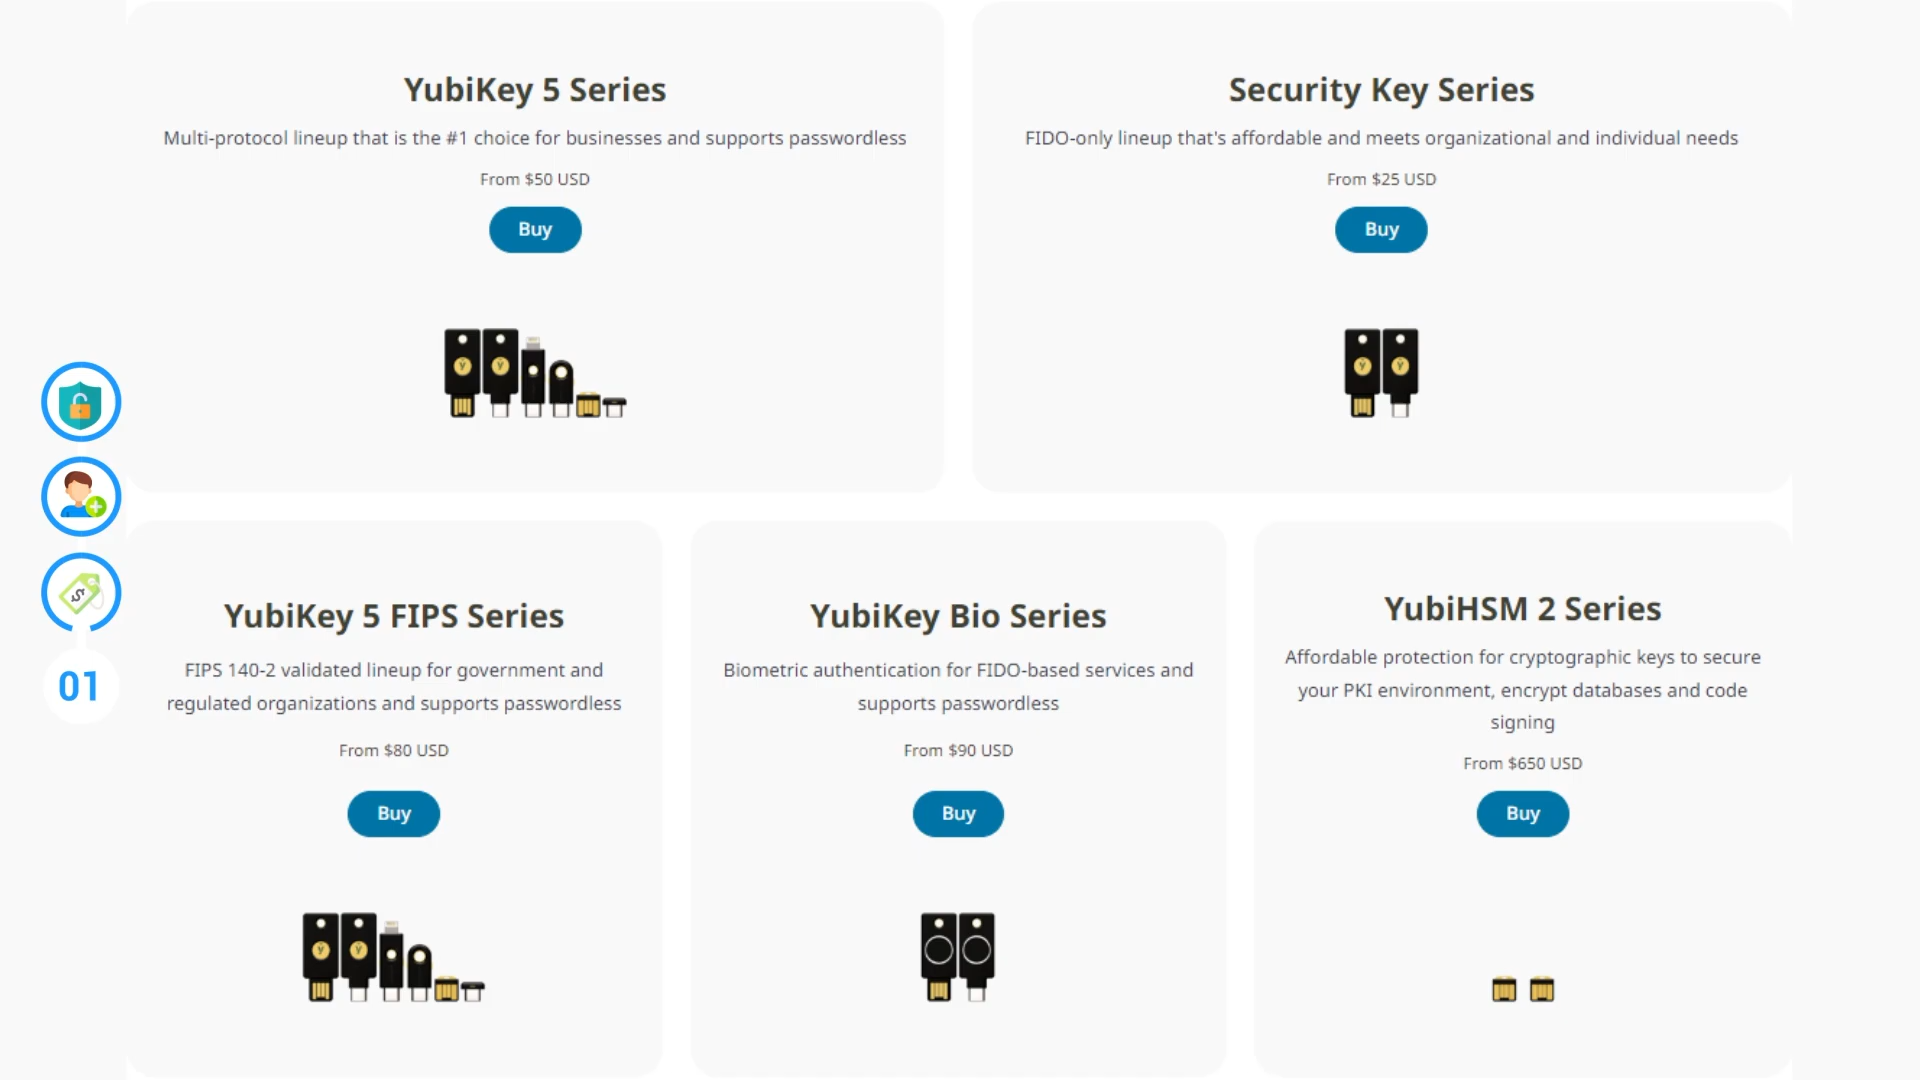 YubiKey 5 Series
Multi-protocol lineup that is the #1 choice for businesses and supports passwordless
From $50 USD
Buy
Security Key Series
FIDO-only lineup that's affordable and meets organizational and individual needs
From $25 USD
Buy
01
YubiKey 5 FIPS Series
FIPS 140-2 validated lineup for government and
regulated organizations and supports passwordless
From $80 USD
Buy
YubiKey Bio Series
Biometric authentication for FIDO-based services and
supports passwordless
From $90 USD
Buy
YubiHSM 2 Series
Affordable protection for cryptographic keys to secure
your PKI environment, encrypt databases and code
signing
From $650 USD
Buy